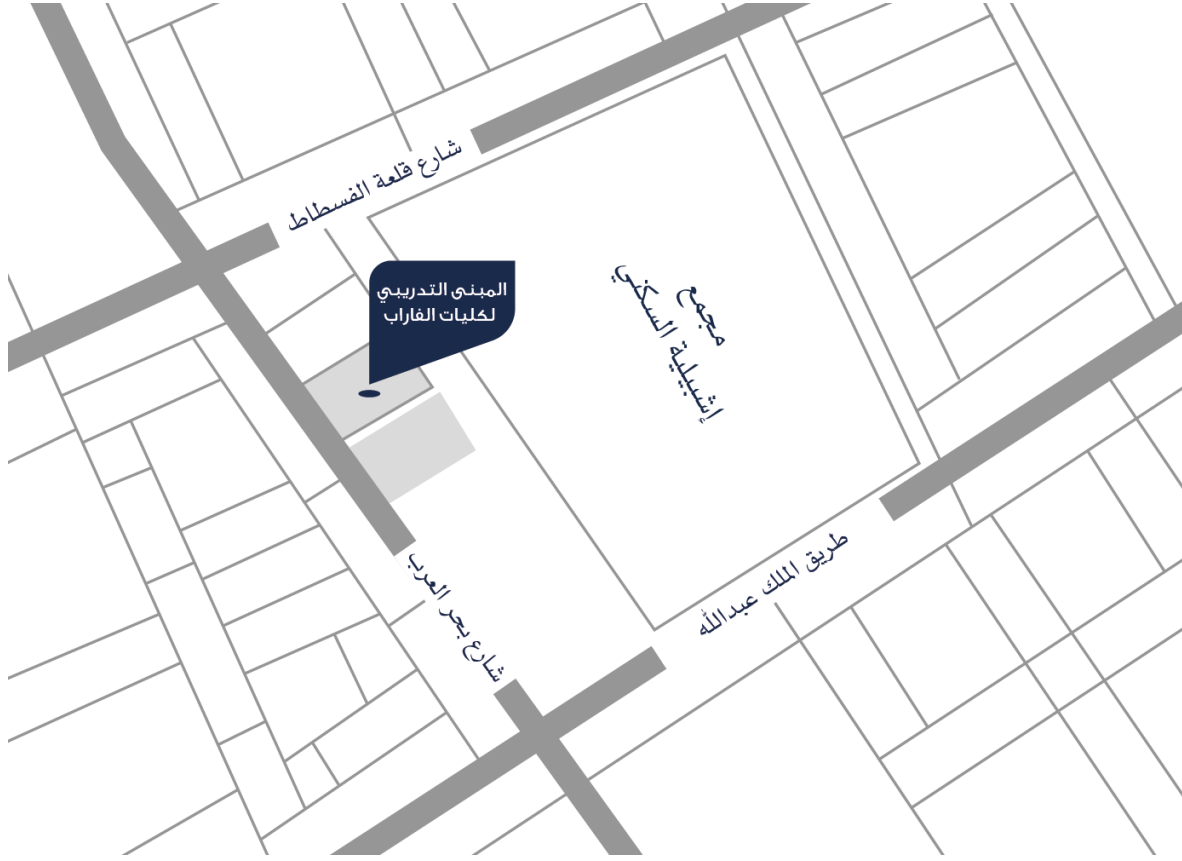 شارع قلعة الفسطاط
المبنى التدريبي
لكليات الفاراب
مجمع
إشبيلية السكني
طريق الملك عبدالله
شارع بحر العرب